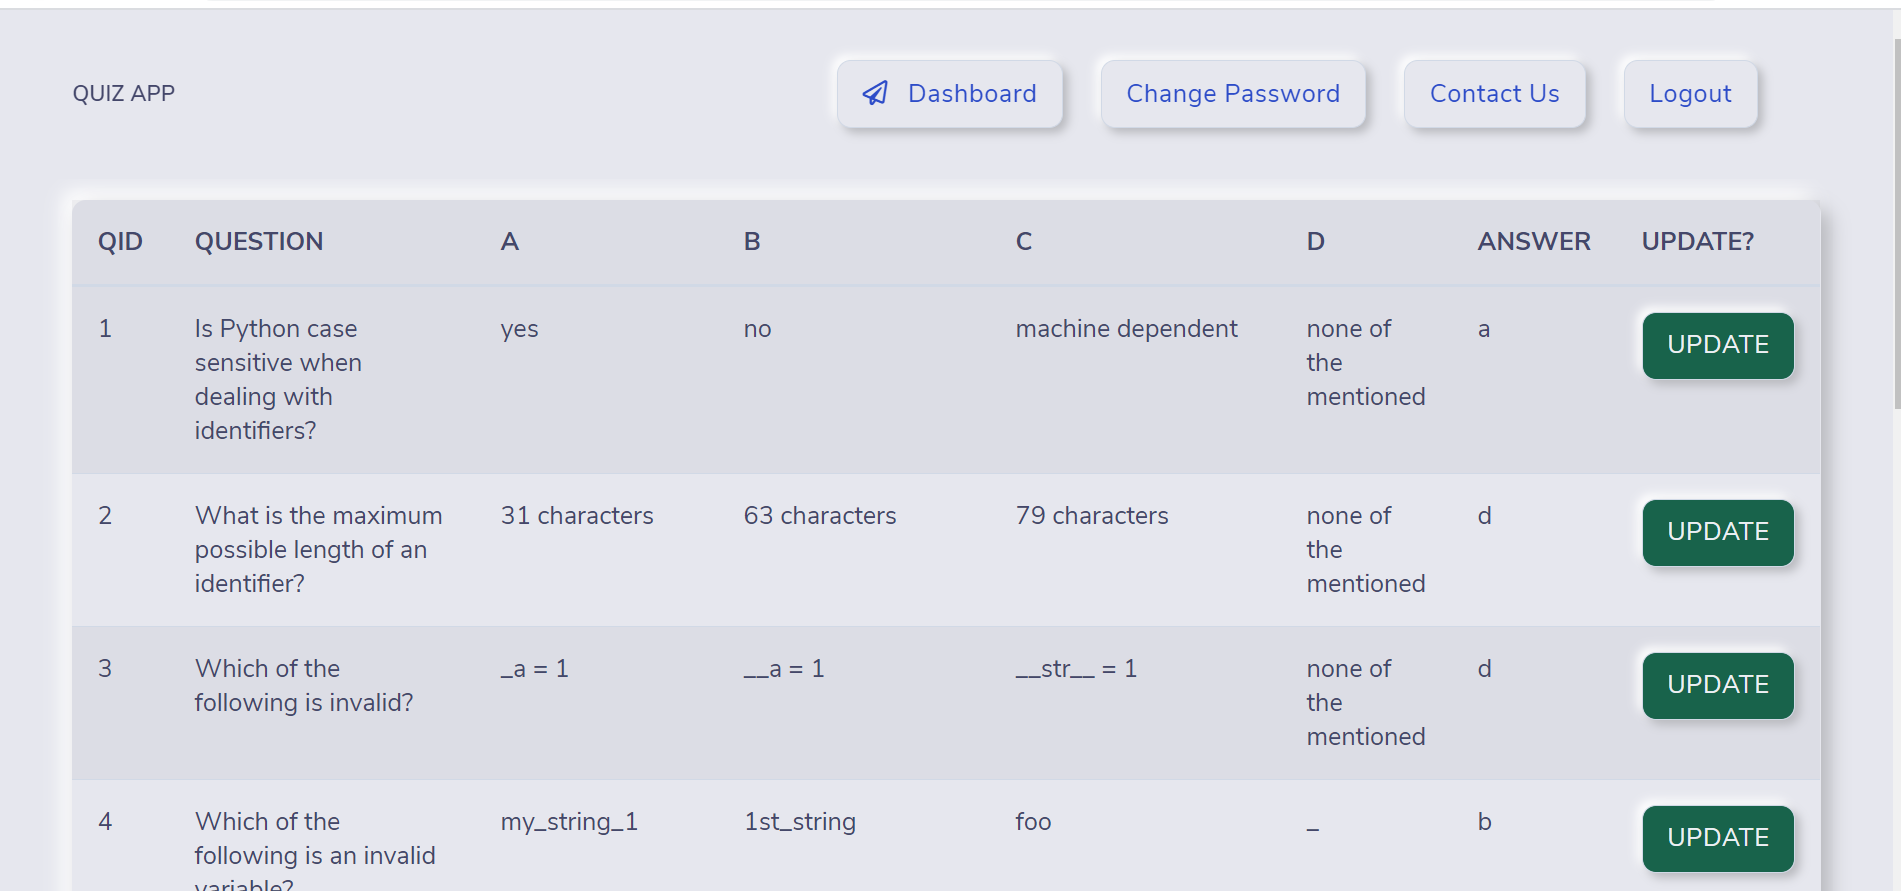 QUIZ APP
Dashboard
Change Password
Contact Us
Logout
QID QUESTION A B C D ANSWER UPDATE?
1 Is Python case yes no machine dependent none of a UPDATE
sensitive when the
dealing with mentioned
identifiers?
2 What is the maximum 31 characters 63 characters 79 characters none of d UPDATE
possible length of an the
identifier? mentioned
3 Which of the _a = 1 __a = 1 __str__ = 1 none of d UPDATE
following is invalid? the
mentioned
4 Which of the my_string_1 1st_string foo _ b UPDATE
following is an invalid
variable?